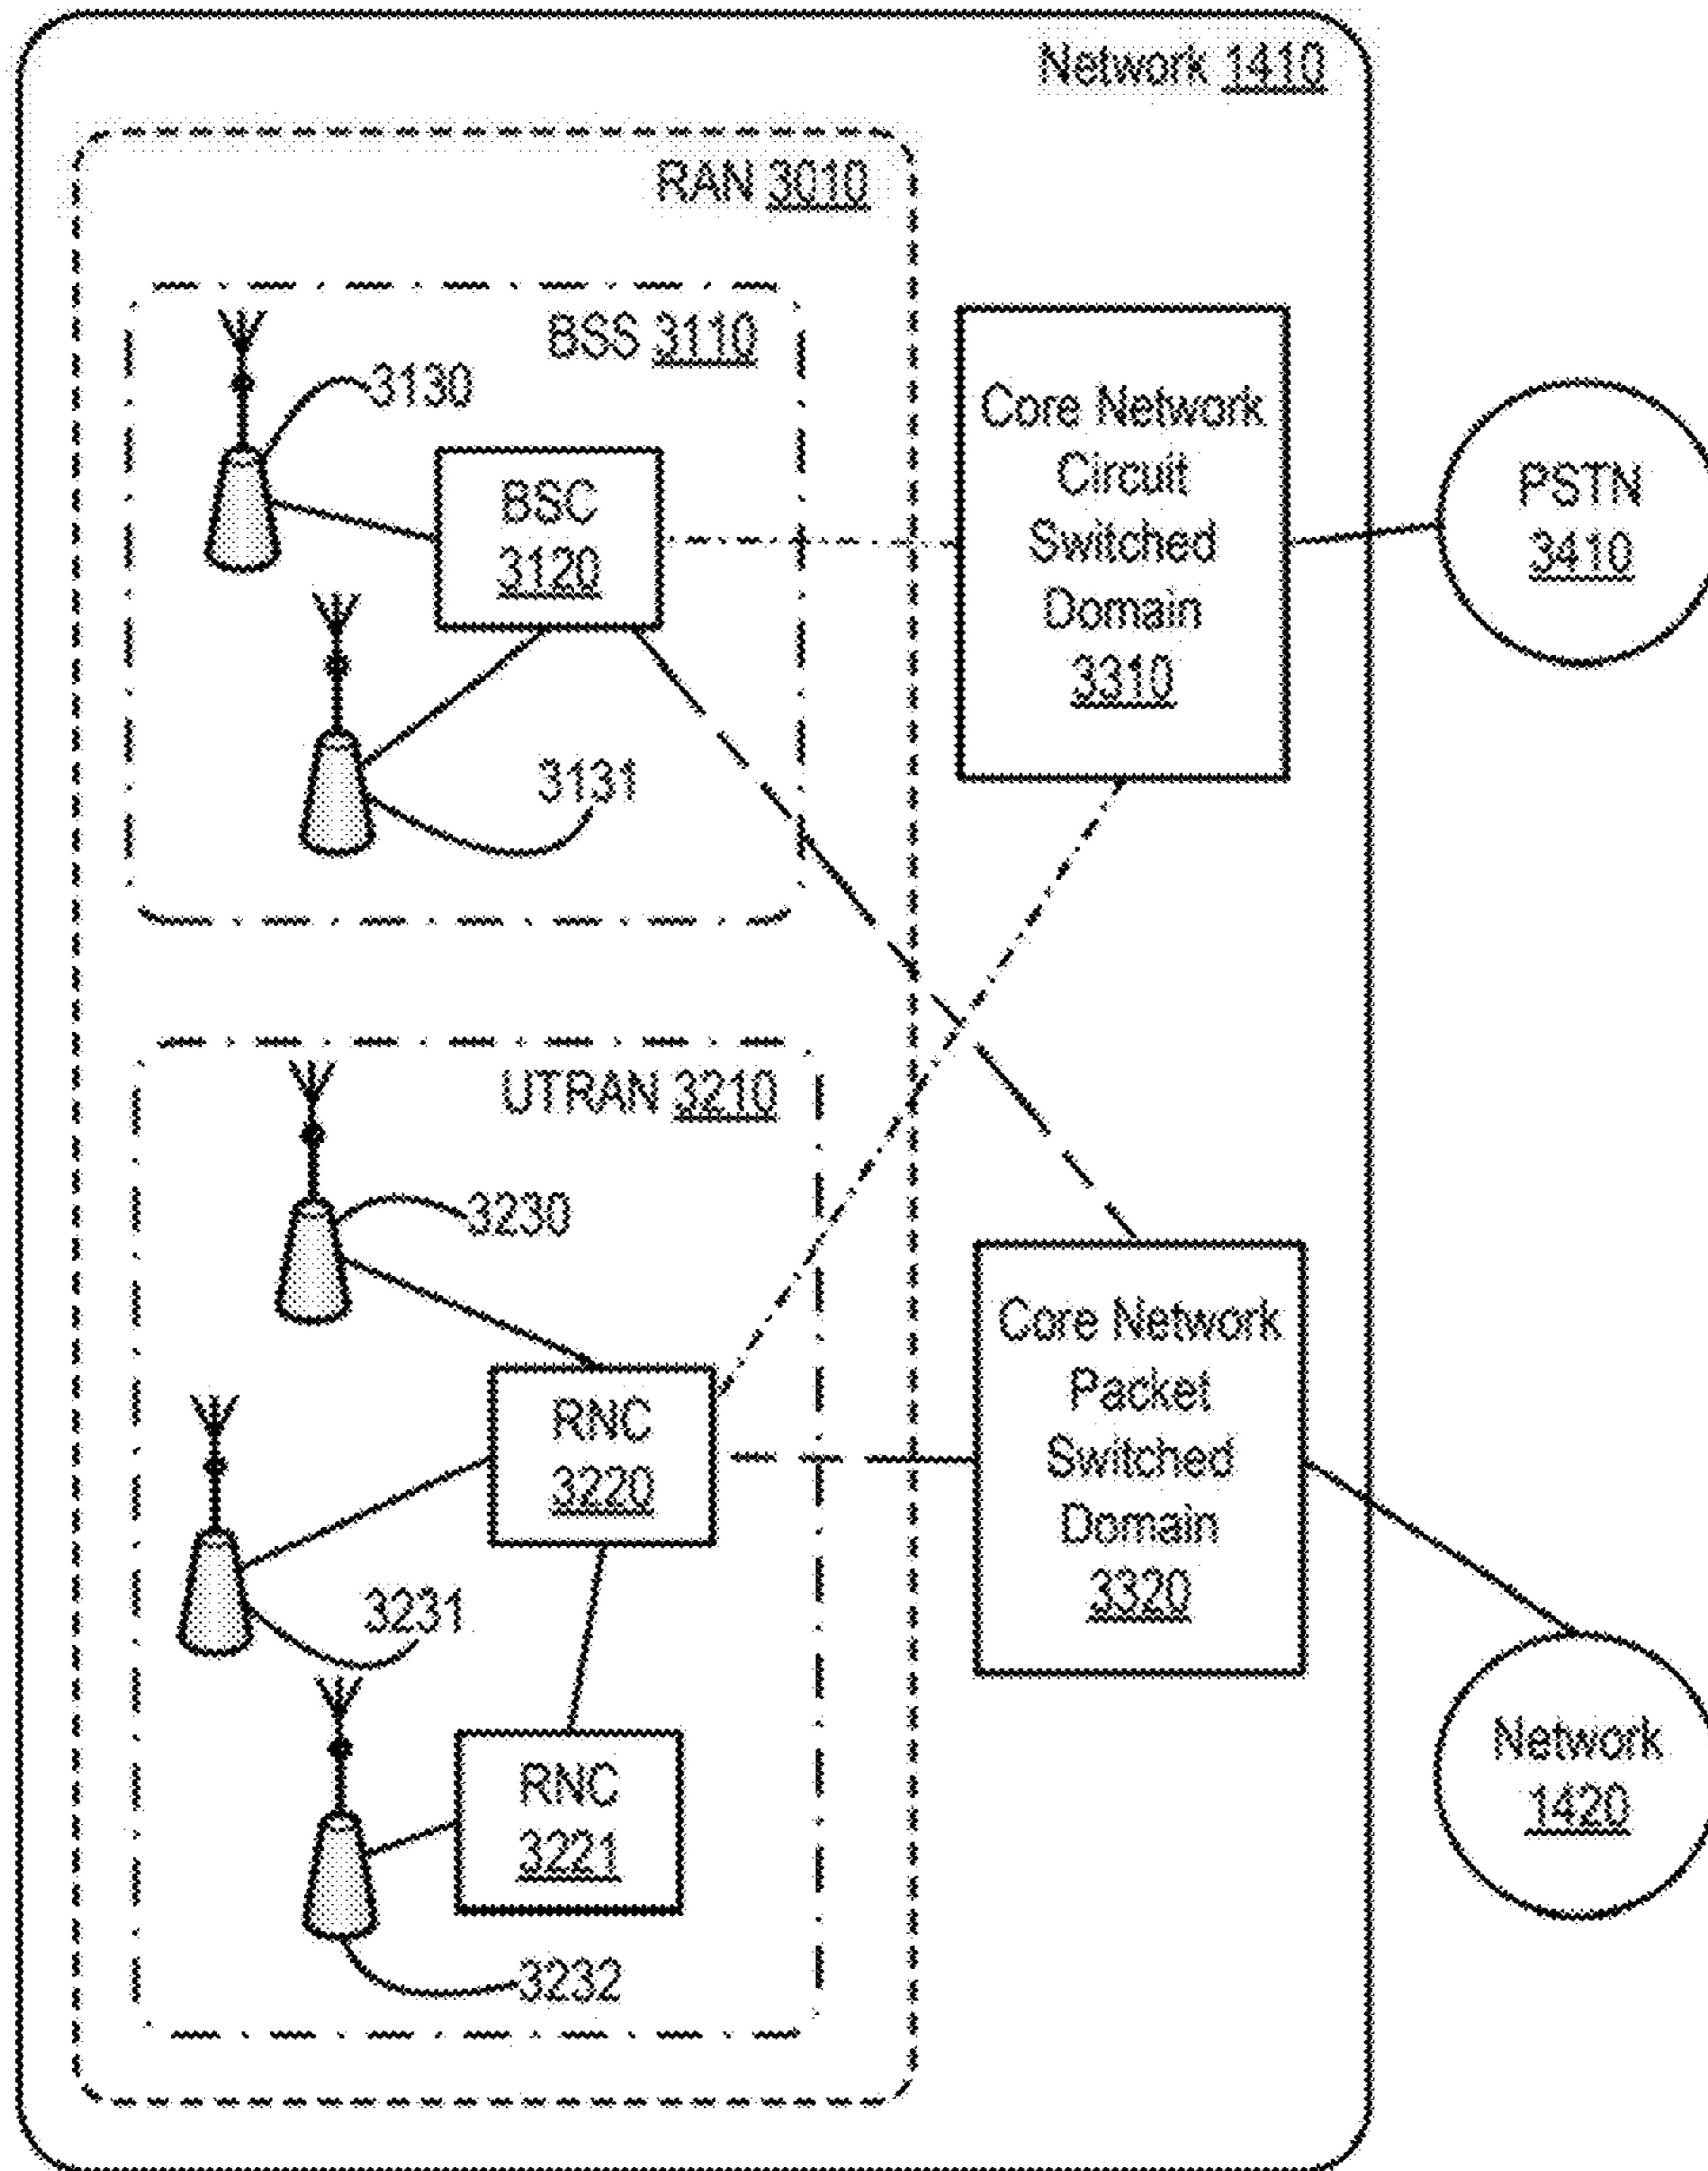 Network 1410
RAN 3010
BSS 3110
3130
BSC
3120
3131
Core Network
Circuit
Switched
Domain
3310
PSTN
3410
UTRAN 3210
3230
RNC
3220
3231
RNC
3221
3232
Core Network
Packet
Switched
Domain
3320
Network
1420